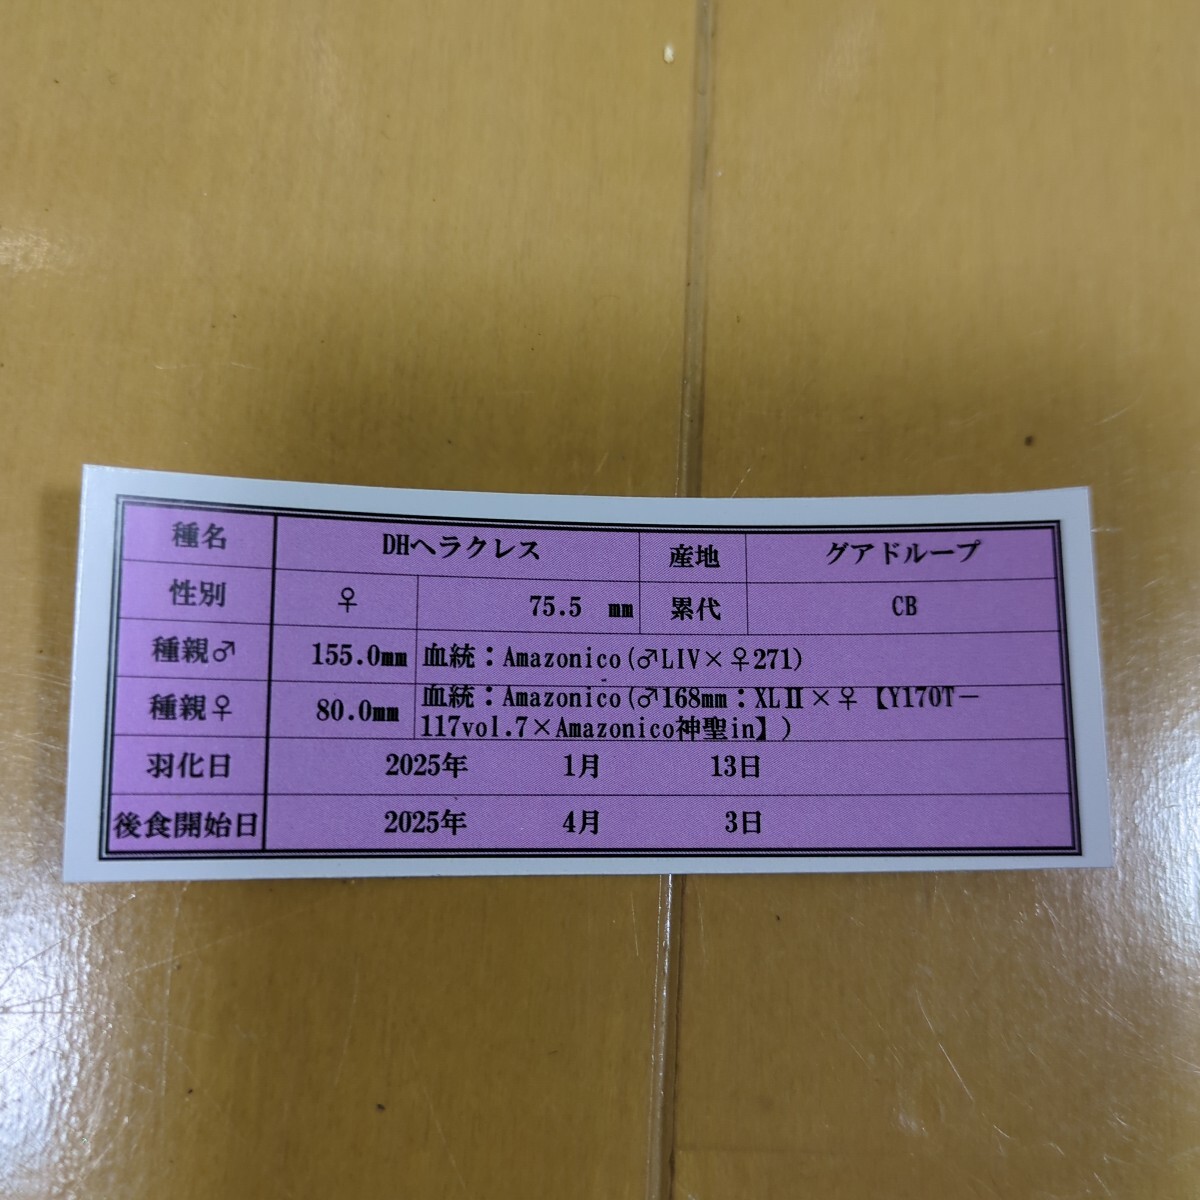 種名 DHヘラクレス 産地 グアドループ
性別 ♀ 75.5 mm 累代 CB
種親♂ 155.0mm 血統：Amazonico(♂LIV×♀271)
種親♀ 80.0mm 血統：Amazonico(♂168mm：XLⅡ×♀【Y170T－
117vol.7×Amazonico神聖in】)
羽化日 2025年 1月 13日
後食開始日 2025年 4月 3日